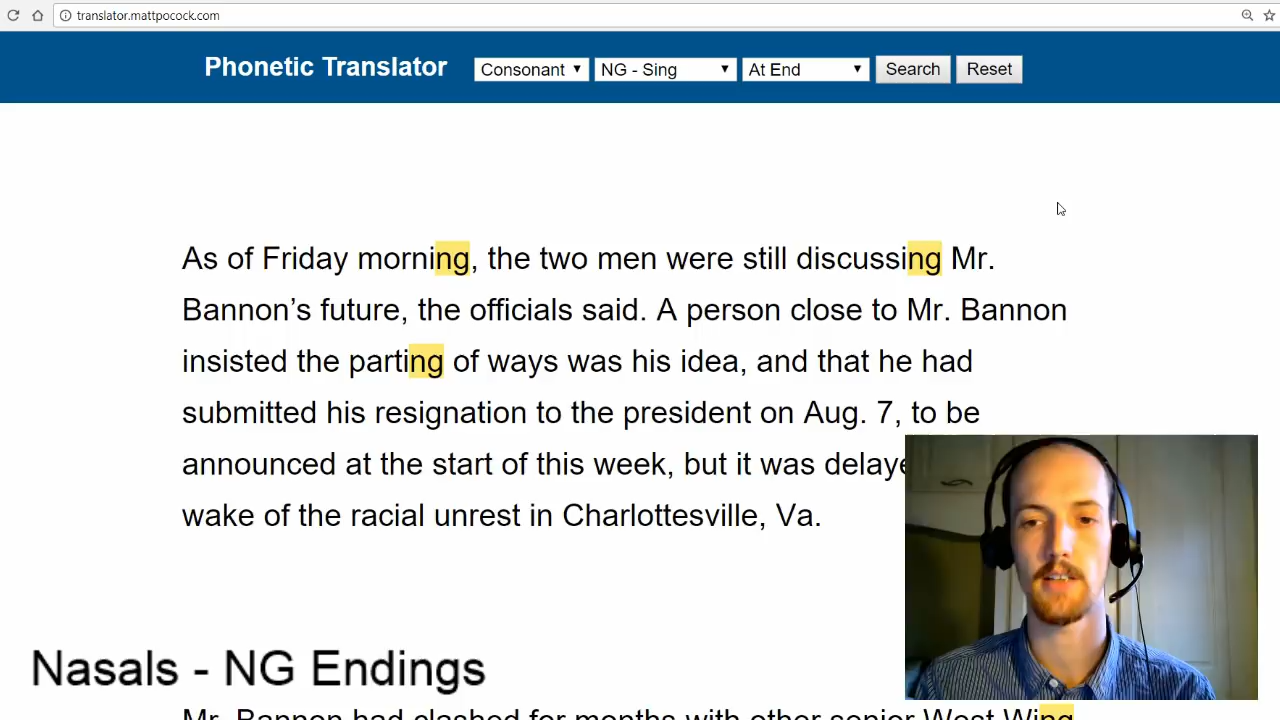 translator.mattpocock.com
Phonetic Translator Consonant NG - Sing At End Search Reset
As of Friday morning, the two men were still discussing Mr.
Bannon’s future, the officials said. A person close to Mr. Bannon
insisted the parting of ways was his idea, and that he had
submitted his resignation to the president on Aug. 7, to be
announced at the start of this week, but it was
wake of the racial unrest in Charlottesville, Va.
Nasals - NG Endings
Mr. Bannon had clashed for months with other senior West Wing